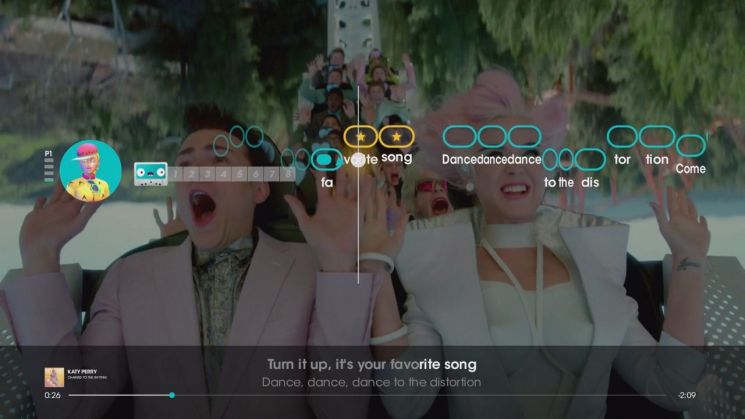 P1
1 2 3 4 5 6 7 8
fa vorite song Dancedancedance to the dis tor tion Come
Turn it up, it's your favorite song
Dance, dance, dance to the distortion
KATY PERRY
CHAINED TO THE RHYTHM
0:26
-2:09